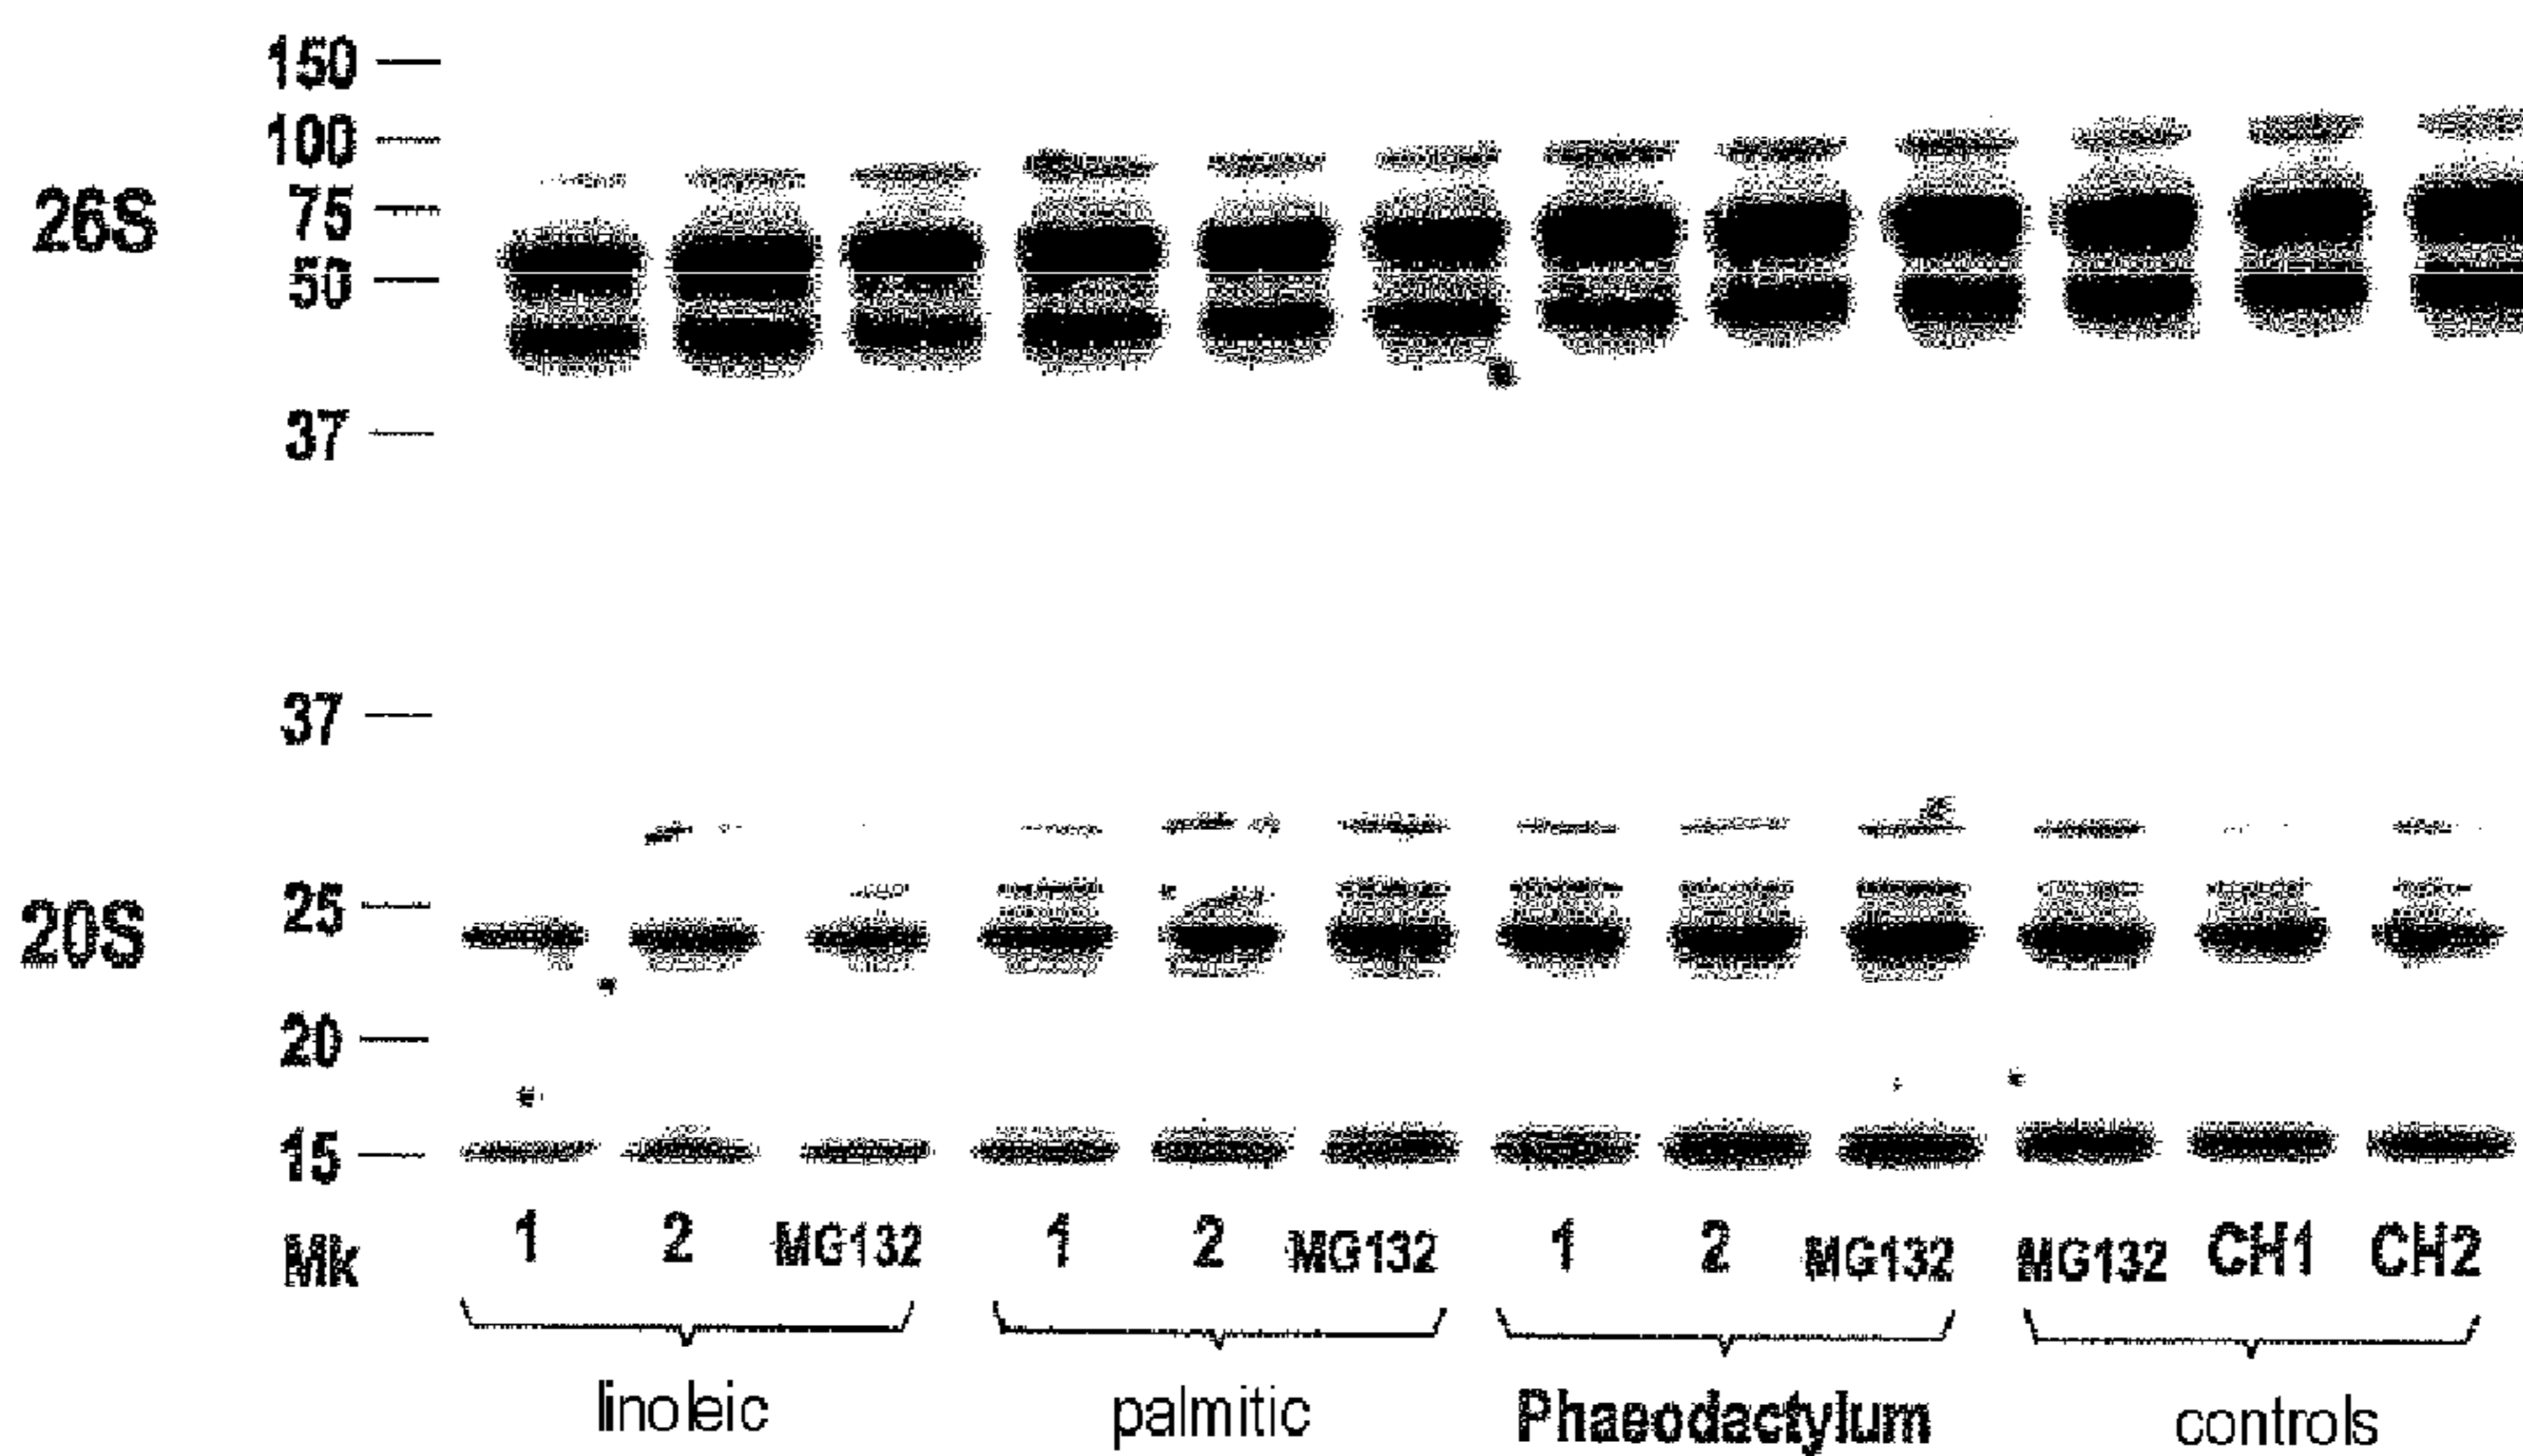 150
100
26S 75
50
37
37
25
20S
20
15
Mk 1 2 MG132 1 2 MG132 1 2 MG132 MG132 CH1 CH2
linoleic palmitic Phaeodactylum controls